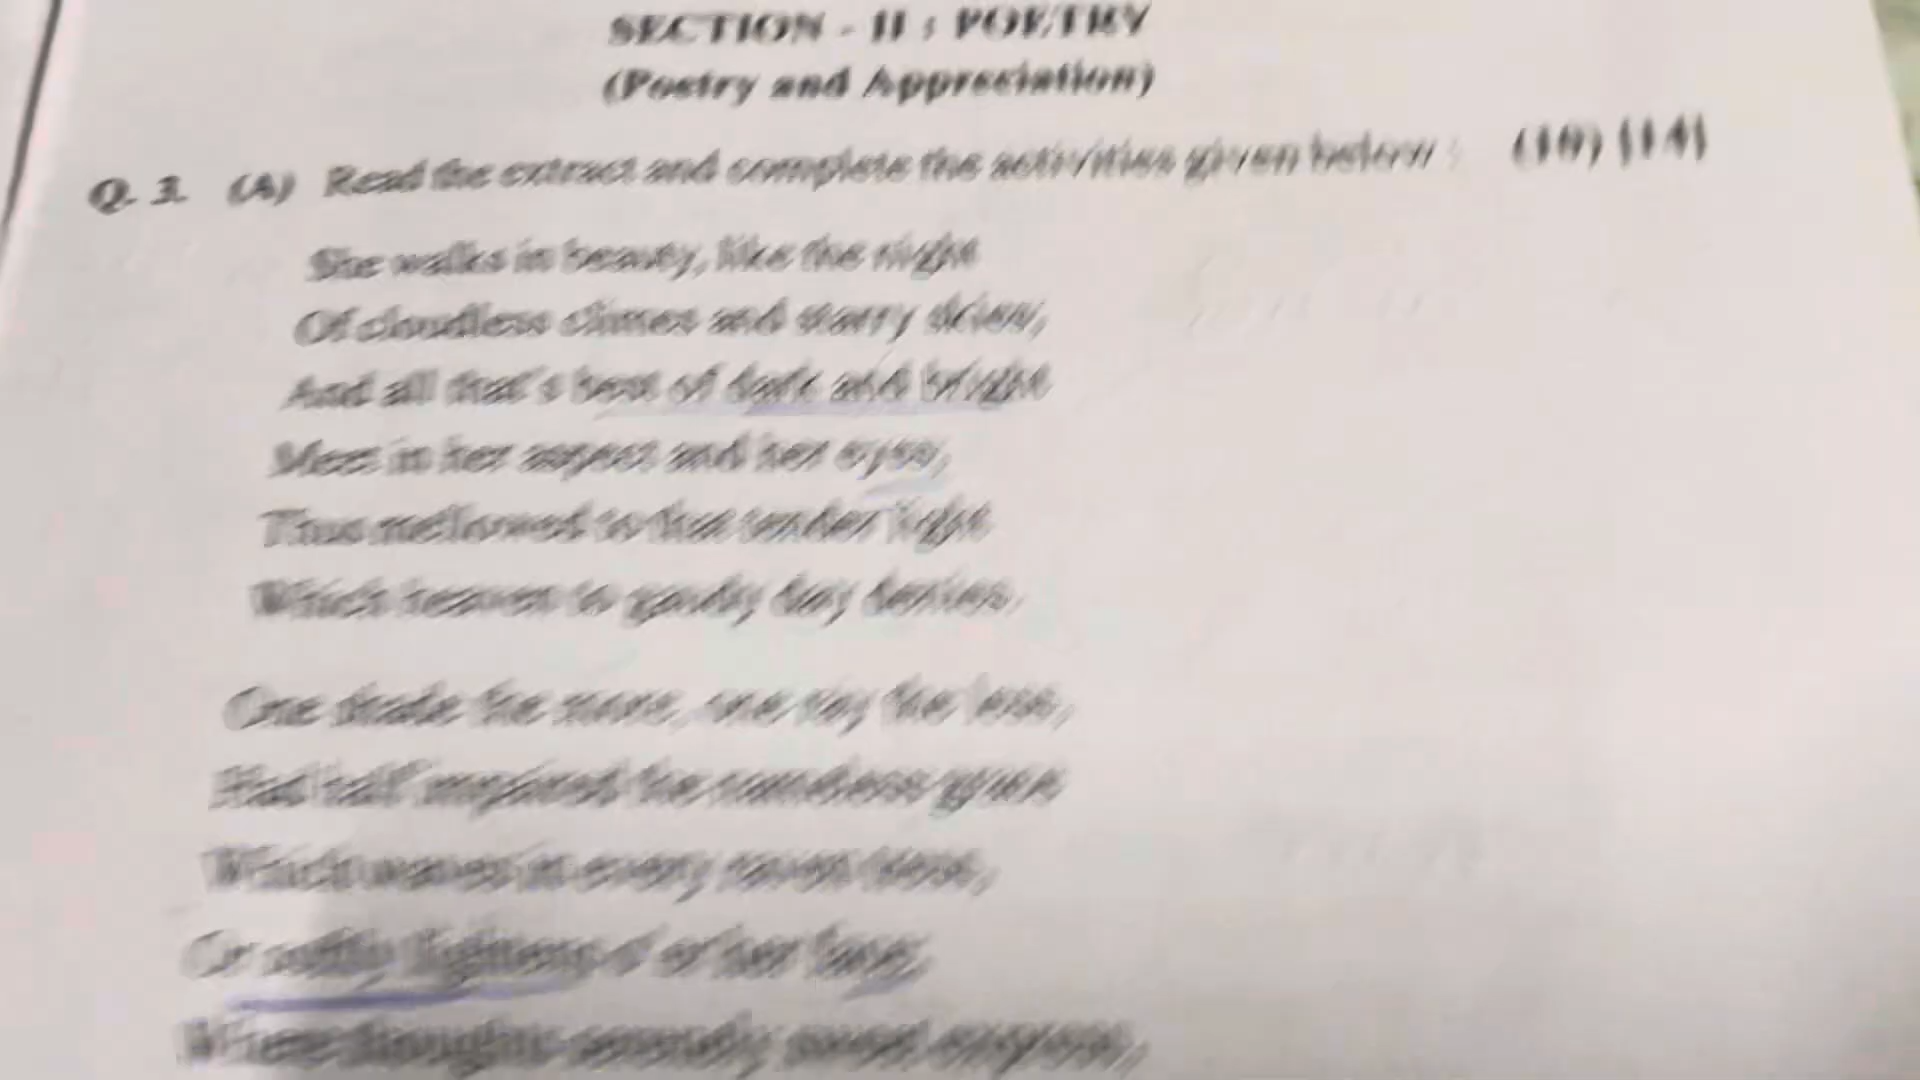 SECTION - II : POETRY
(Poetry and Appreciation)
Q. 3. (A) Read the extract and complete the activities given below : (10) [14]
She walks in beauty, like the night
Of cloudless climes and starry skies;
And all that's best of dark and bright
Meet in her aspect and her eyes;
Thus mellowed to that tender light
Which heaven to gaudy day denies.
One shade the more, one ray the less,
Had half impaired the nameless grace
Which waves in every raven tress,
Or softly lightens o'er her face;
Where thoughts serenely sweet express,